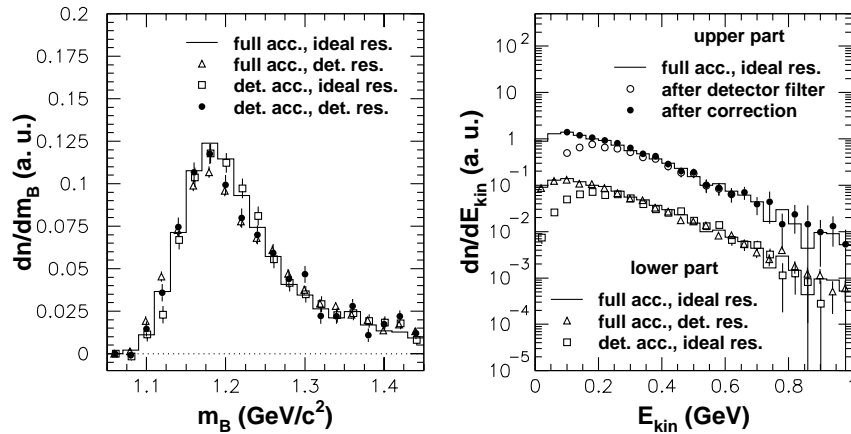 dn/dm_B (a. u.)
0.175
0.15
0.125
0.1
0.075
0.05
0.025
0
full acc., ideal res.
full acc., det. res.
det. acc., ideal res.
det. acc., det. res.
1.1 1.2 1.3 1.4
m_B (GeV/c²)
dn/dE_kin (a. u.)
10²
10
1
10⁻¹
10⁻²
10⁻³
10⁻⁴
10⁻⁵
upper part
full acc., ideal res.
after detector filter
after correction
lower part
full acc., ideal res.
full acc., det. res.
det. acc., ideal res.
0 0.2 0.4 0.6 0.8 1
E_kin (GeV)